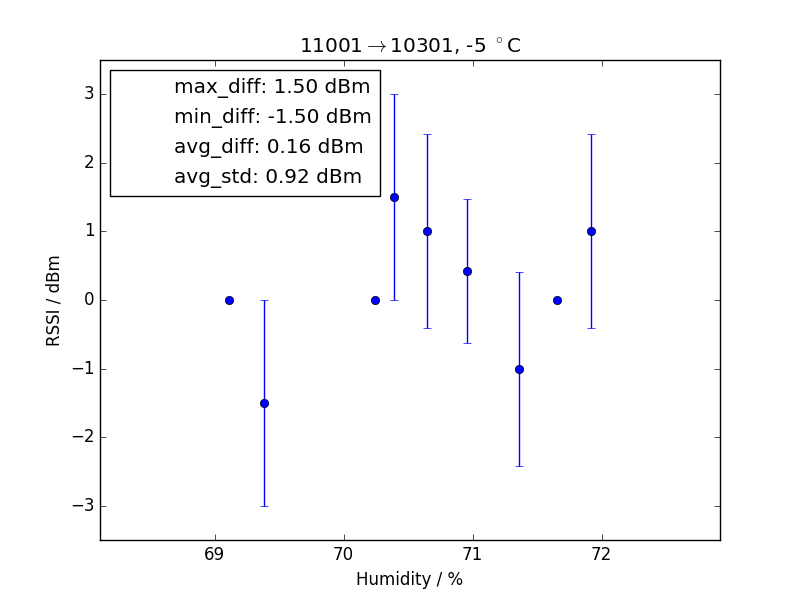 11001→10301, -5 °C
max_diff: 1.50 dBm
min_diff: -1.50 dBm
avg_diff: 0.16 dBm
avg_std: 0.92 dBm
3
2
1
0
−1
−2
−3
RSSI / dBm
69 70 71 72
Humidity / %